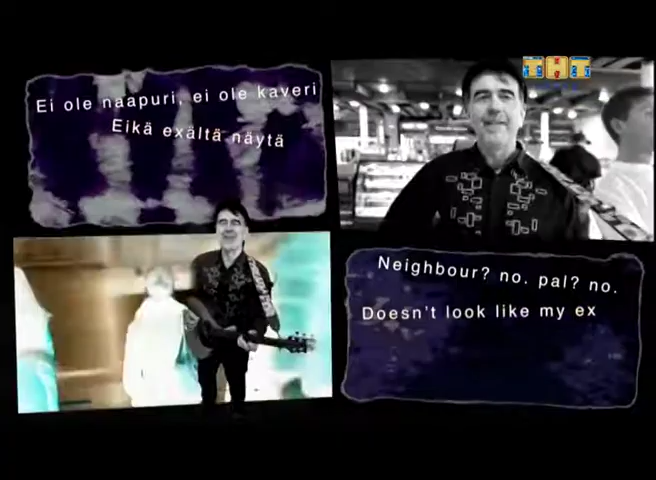 Ei ole naapuri, ei ole kaveri
Eikä exältä näytä
ТНТ
Neighbour? no. pal? no.
Doesn't look like my ex